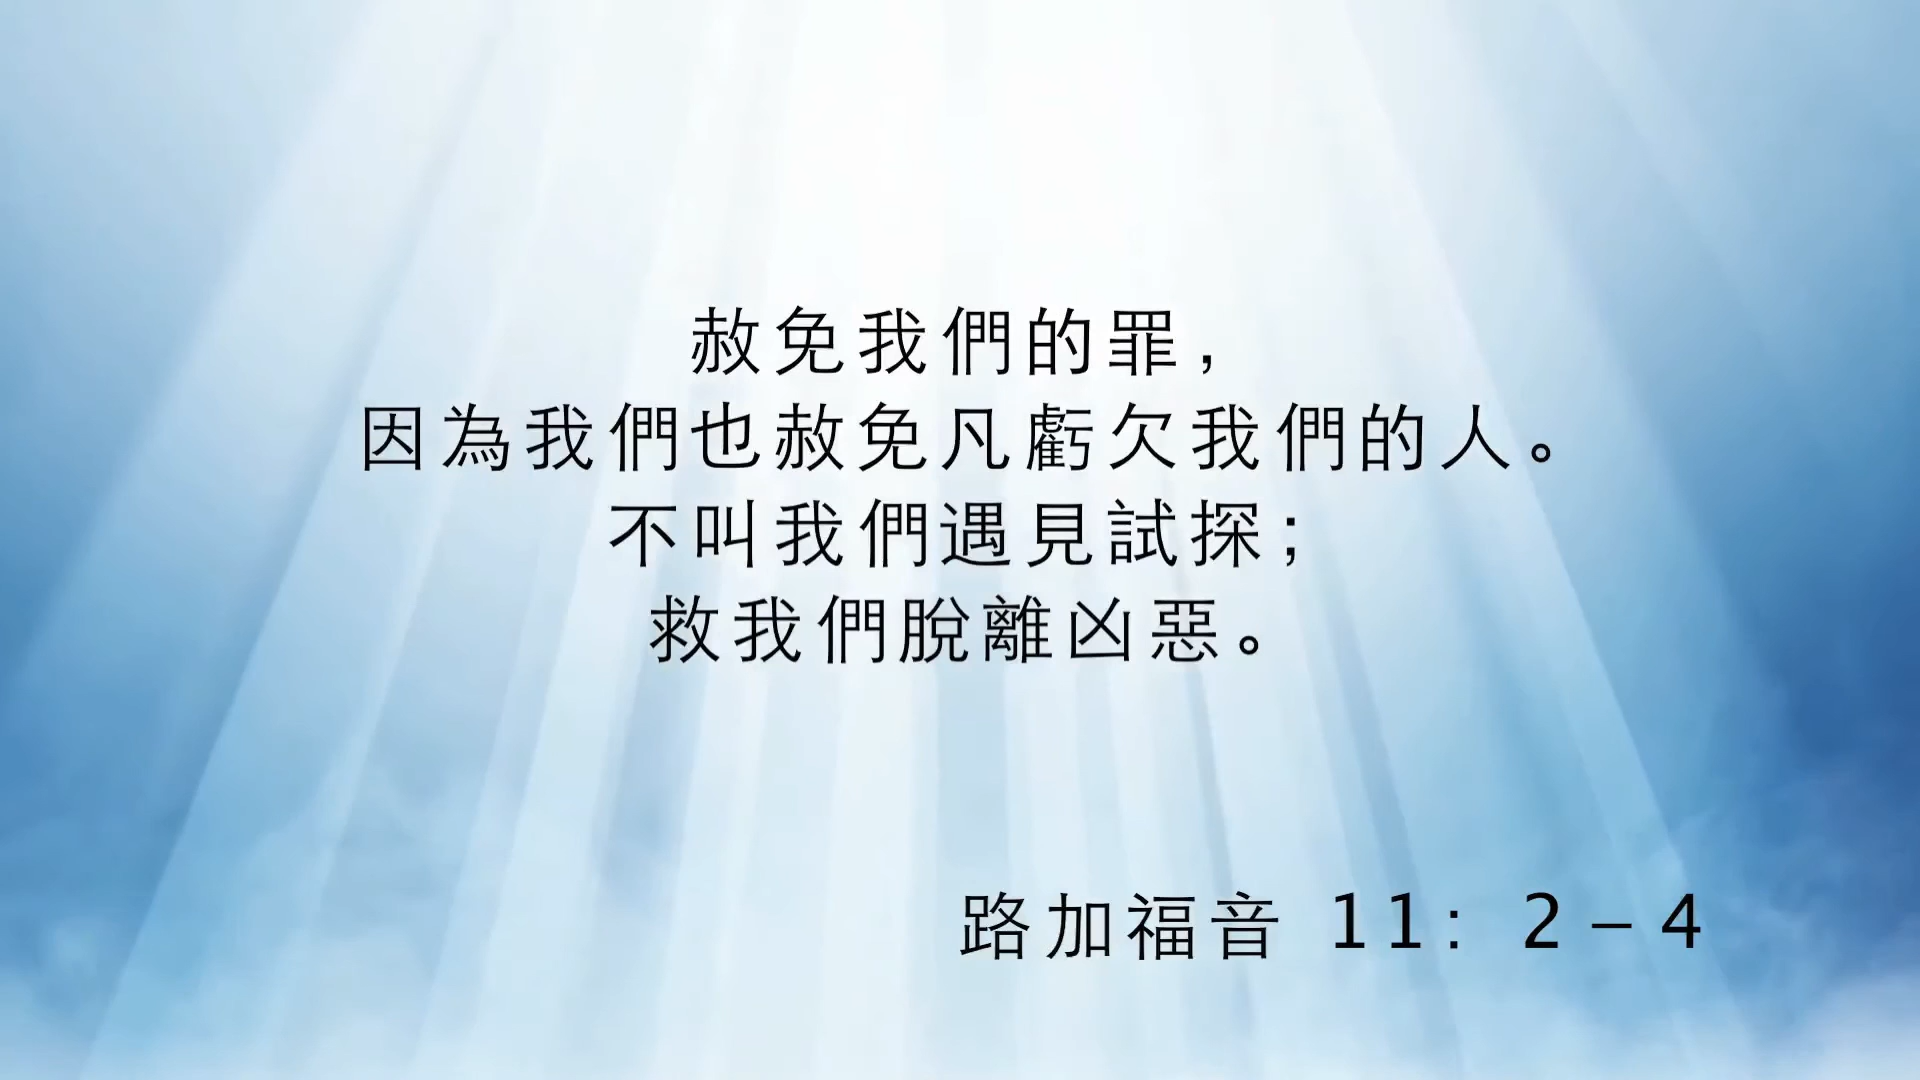 赦免我們的罪，
因為我們也赦免凡虧欠我們的人。
不叫我們遇見試探；
救我們脫離凶惡。
路加福音 11： 2－4